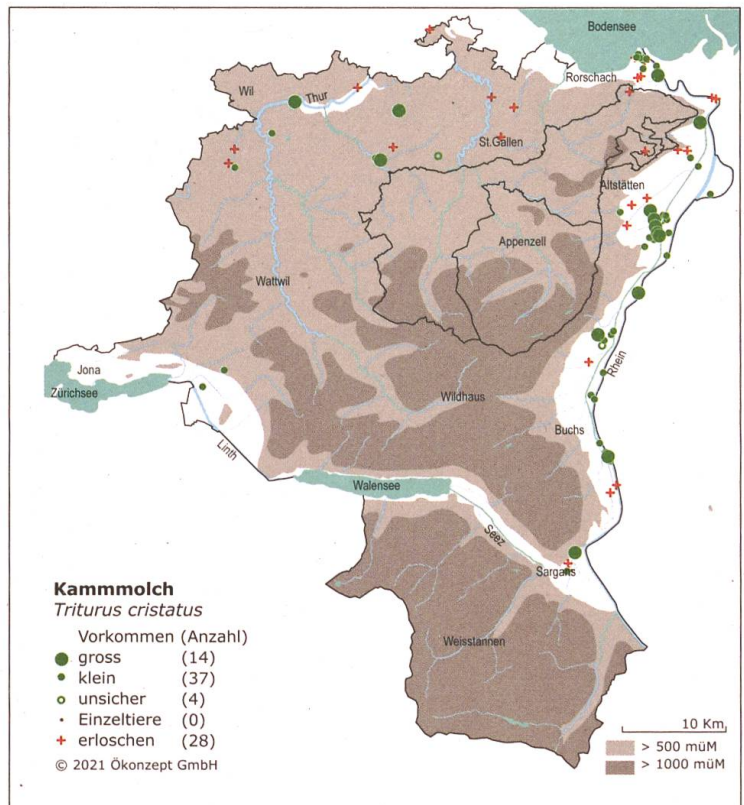 Bodensee
Rorschach
Wil
Thur
St.Gallen
Altstätten
Appenzell
Wattwil
Rhein
Jona
Zürichsee
Wildhaus
Buchs
Linth
Walensee
Seez
Sargans
Weisstannen
Kammmolch
Triturus cristatus
Vorkommen (Anzahl)
gross (14)
klein (37)
unsicher (4)
Einzeltiere (0)
erloschen (28)
© 2021 Ökonzept GmbH
10 Km
> 500 müM
> 1000 müM